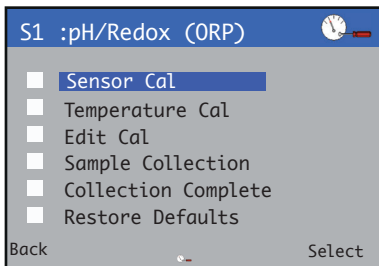 S1 :pH/Redox (ORP)
Sensor Cal
Temperature Cal
Edit Cal
Sample Collection
Collection Complete
Restore Defaults
Back Select